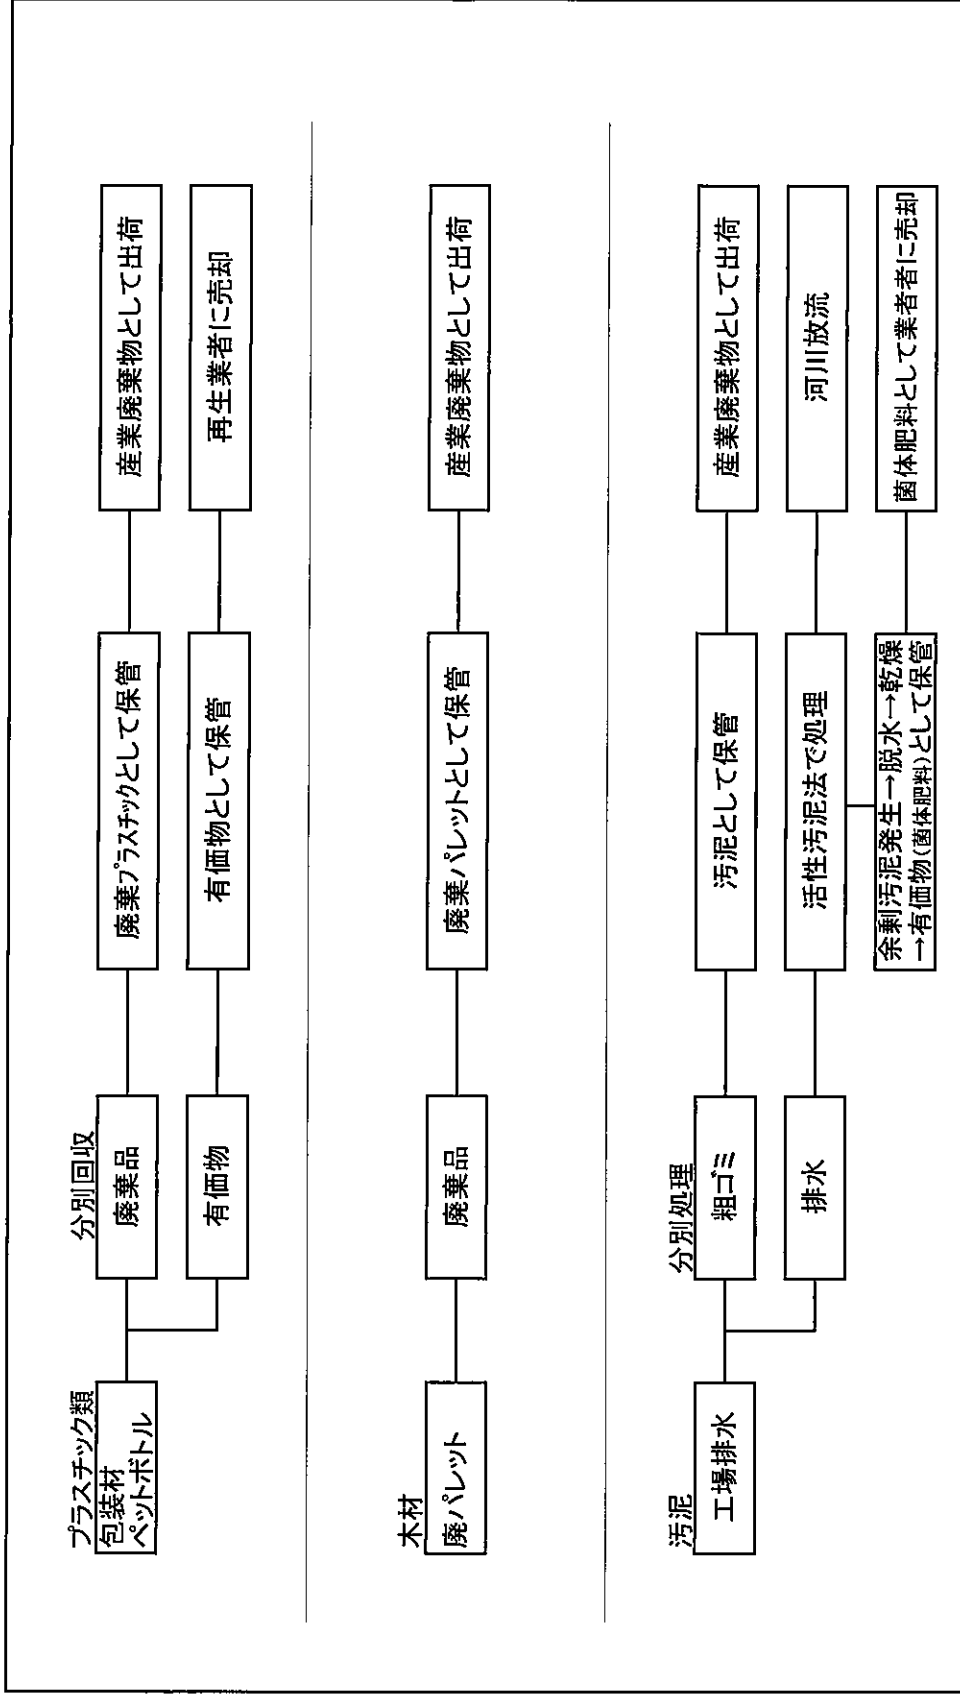 プラスチック類
包装材
ペットボトル
分別回収
廃棄品
廃棄プラスチックとして保管
産業廃棄物として出荷
有価物
有価物として保管
再生業者に売却
木材
廃パレット
廃棄品
廃棄パレットとして保管
産業廃棄物として出荷
汚泥
工場排水
分別処理
粗ゴミ
汚泥として保管
産業廃棄物として出荷
排水
活性汚泥法で処理
河川放流
余剰汚泥発生→脱水→乾燥
→有価物(菌体肥料)として保管
菌体肥料として業者者に売却